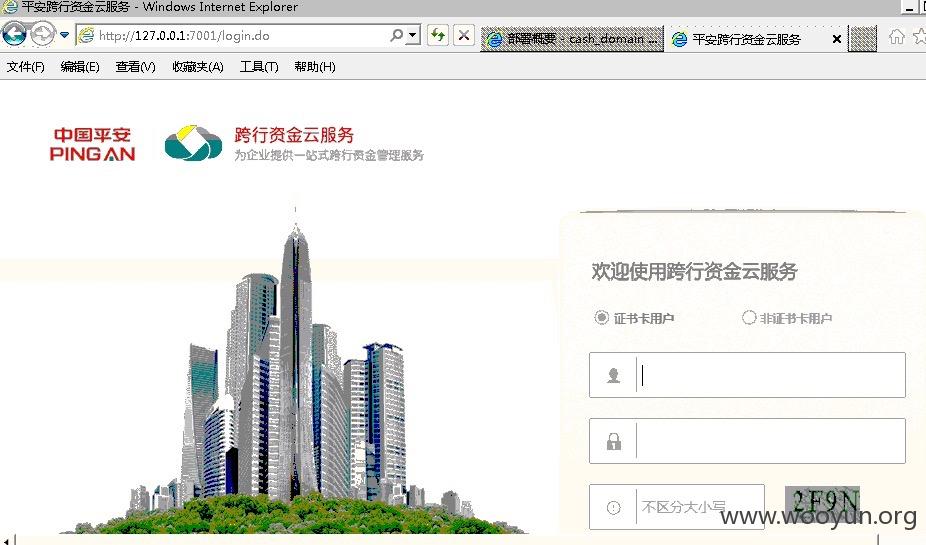 平安跨行资金云服务 - Windows Internet Explorer
http://127.0.0.1:7001/login.do
部署概要 - cash_domain ...
平安跨行资金云服务
文件(F) 编辑(E) 查看(V) 收藏夹(A) 工具(T) 帮助(H)
中国平安
PING AN
跨行资金云服务
为企业提供一站式跨行资金管理服务
欢迎使用跨行资金云服务
证书卡用户 非证书卡用户
不区分大小写
2F9N
www.wooyun.org